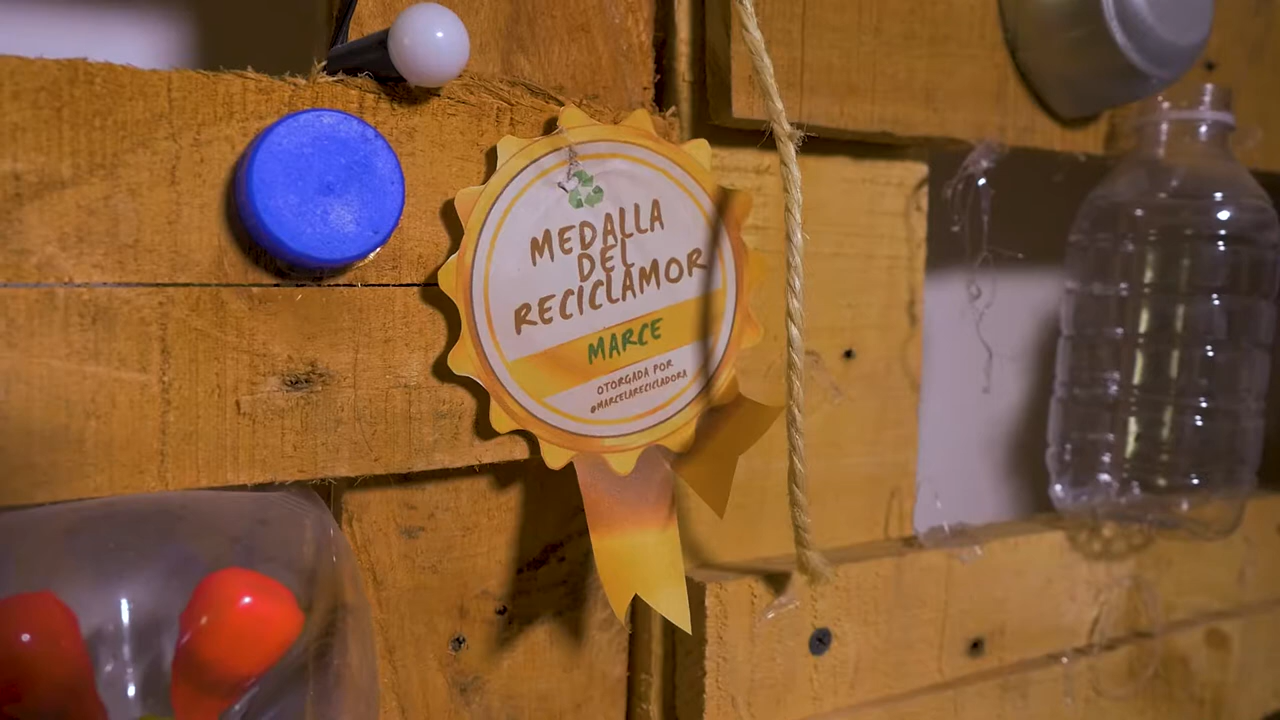 MEDALLA
DEL
RECICLAMOR
MARCE
OTORGADA POR
@MARCELARECICLADORA